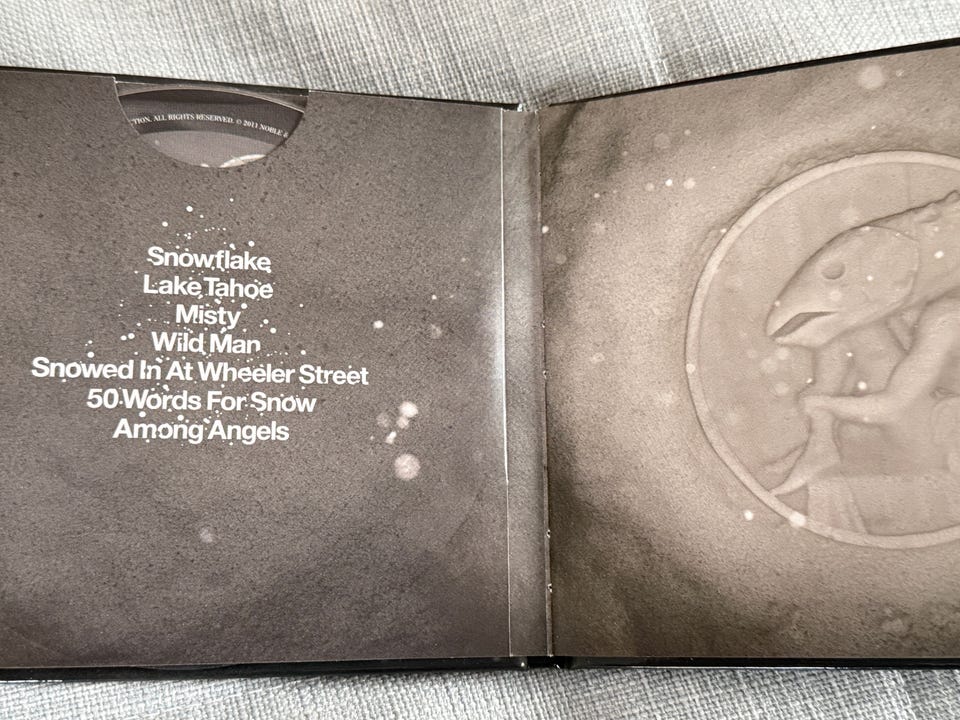 TION. ALL RIGHTS RESERVED. © 2011 NOBLE &
Snowflake
Lake Tahoe
Misty
Wild Man
Snowed In At Wheeler Street
50 Words For Snow
Among Angels